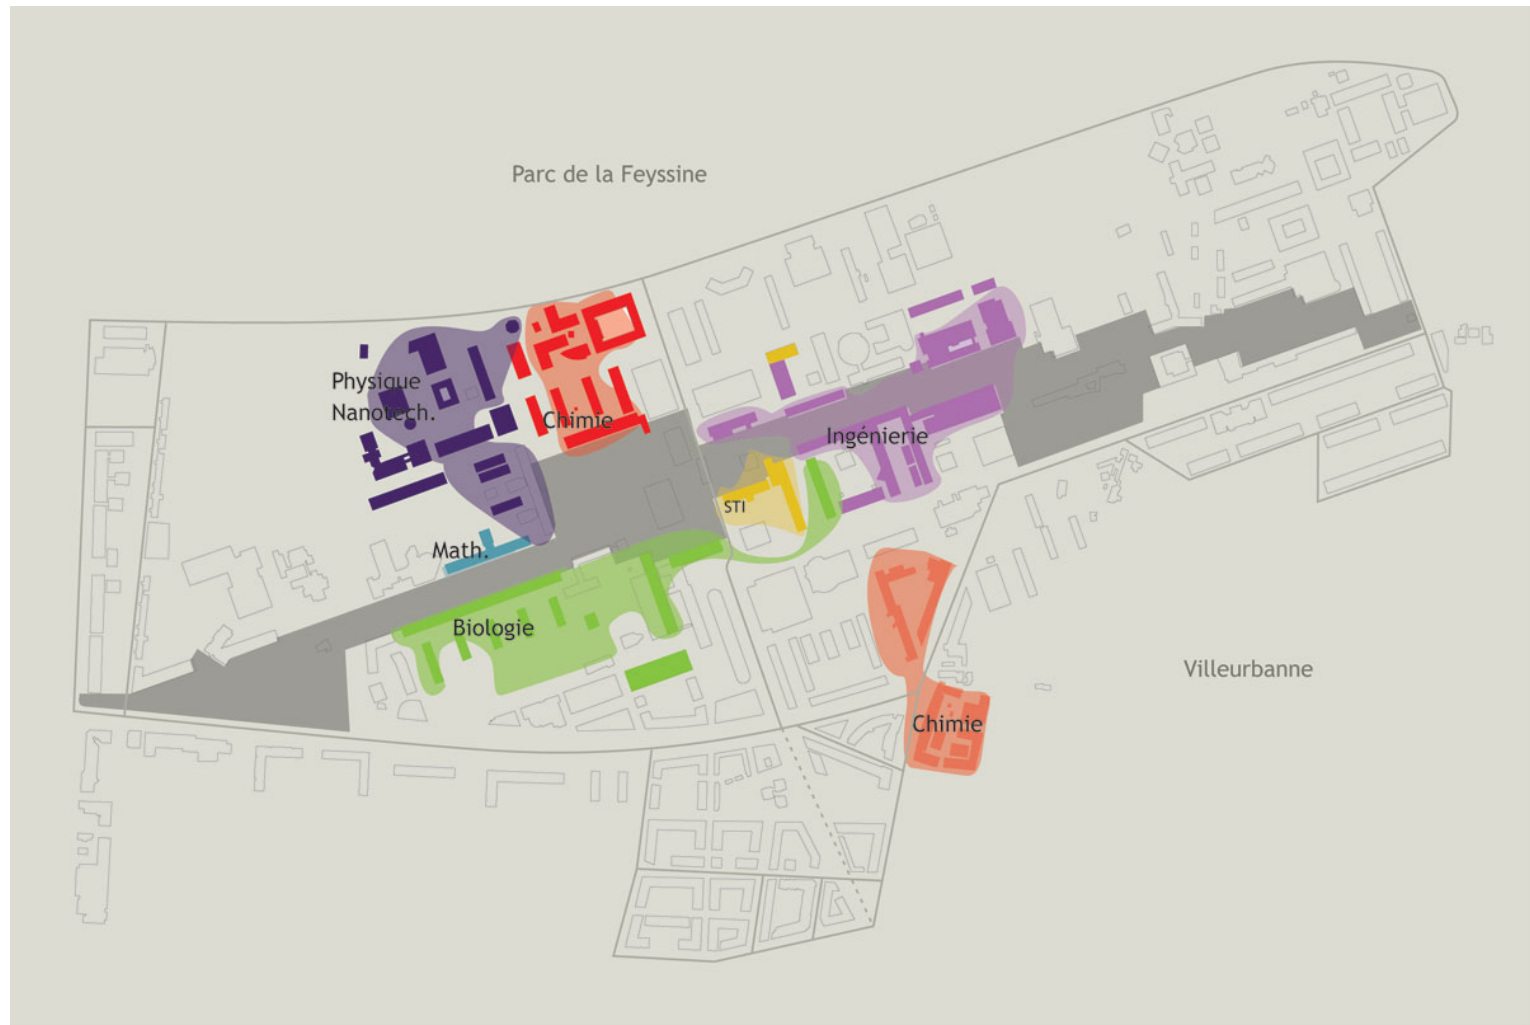 Parc de la Feyssine
Physique
Nanotech.
Chimie
Ingénierie
STI
Math.
Biologie
Villeurbanne
Chimie